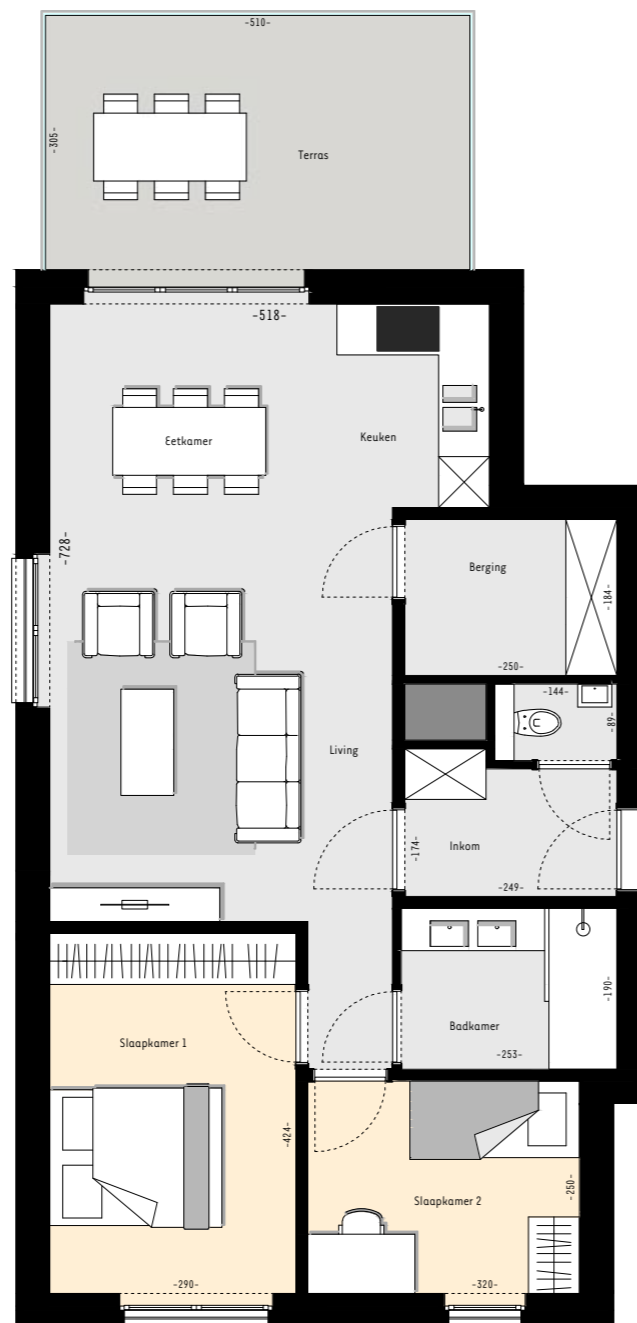 -510-
-305-
Terras
-518-
Eetkamer
Keuken
-728-
Berging
-184-
-250-
-144-
-89-
Living
-174-
Inkom
-249-
-190-
Badkamer
-253-
Slaapkamer 1
-424-
Slaapkamer 2
-250-
-290-
-320-